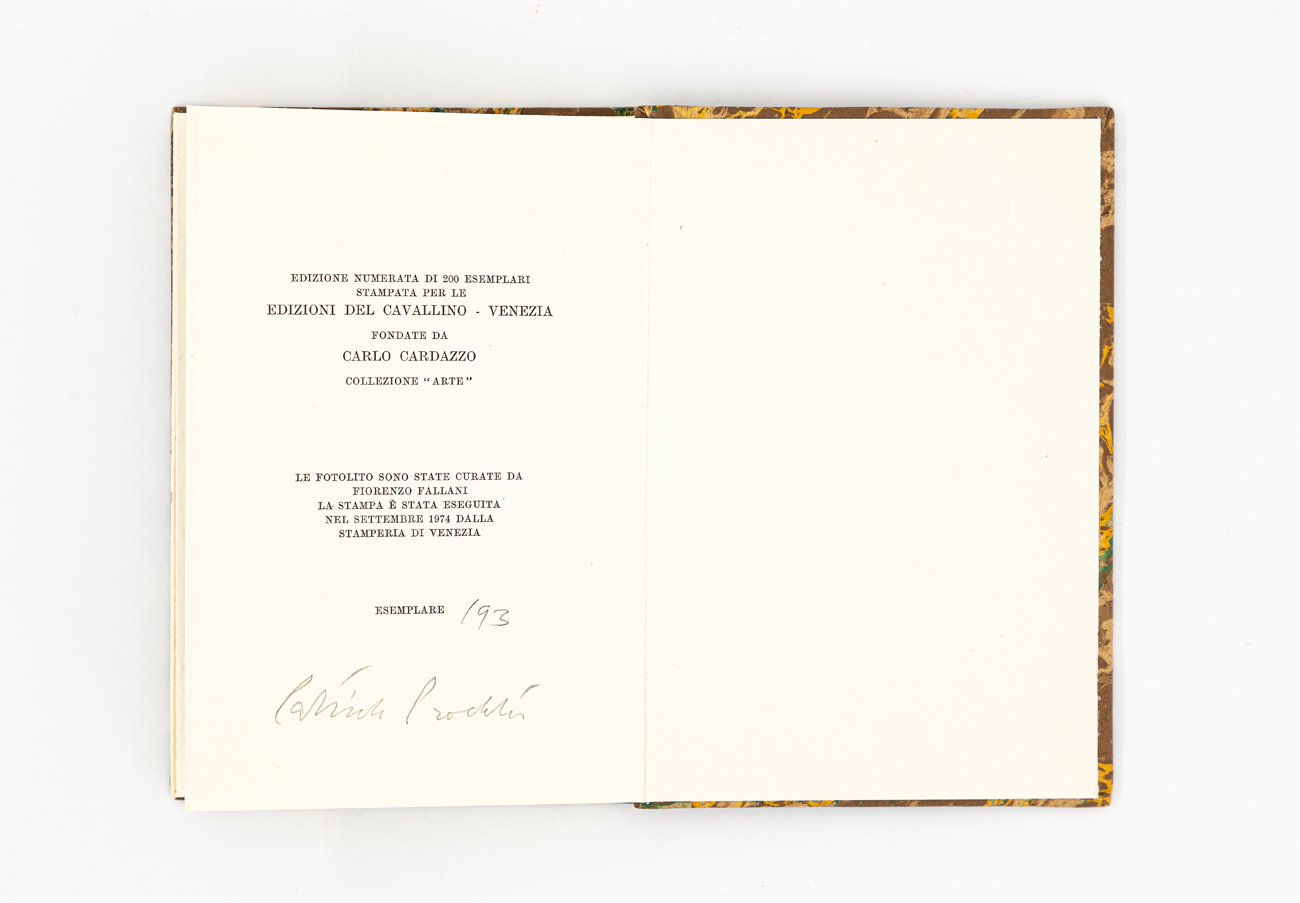 EDIZIONE NUMERATA DI 200 ESEMPLARI
STAMPATA PER LE
EDIZIONI DEL CAVALLINO - VENEZIA
FONDATE DA
CARLO CARDAZZO
COLLEZIONE “ARTE”
LE FOTOLITO SONO STATE CURATE DA
FIORENZO FALLANI
LA STAMPA È STATA ESEGUITA
NEL SETTEMBRE 1974 DALLA
STAMPERIA DI VENEZIA
ESEMPLARE 193
Patrick Procktor